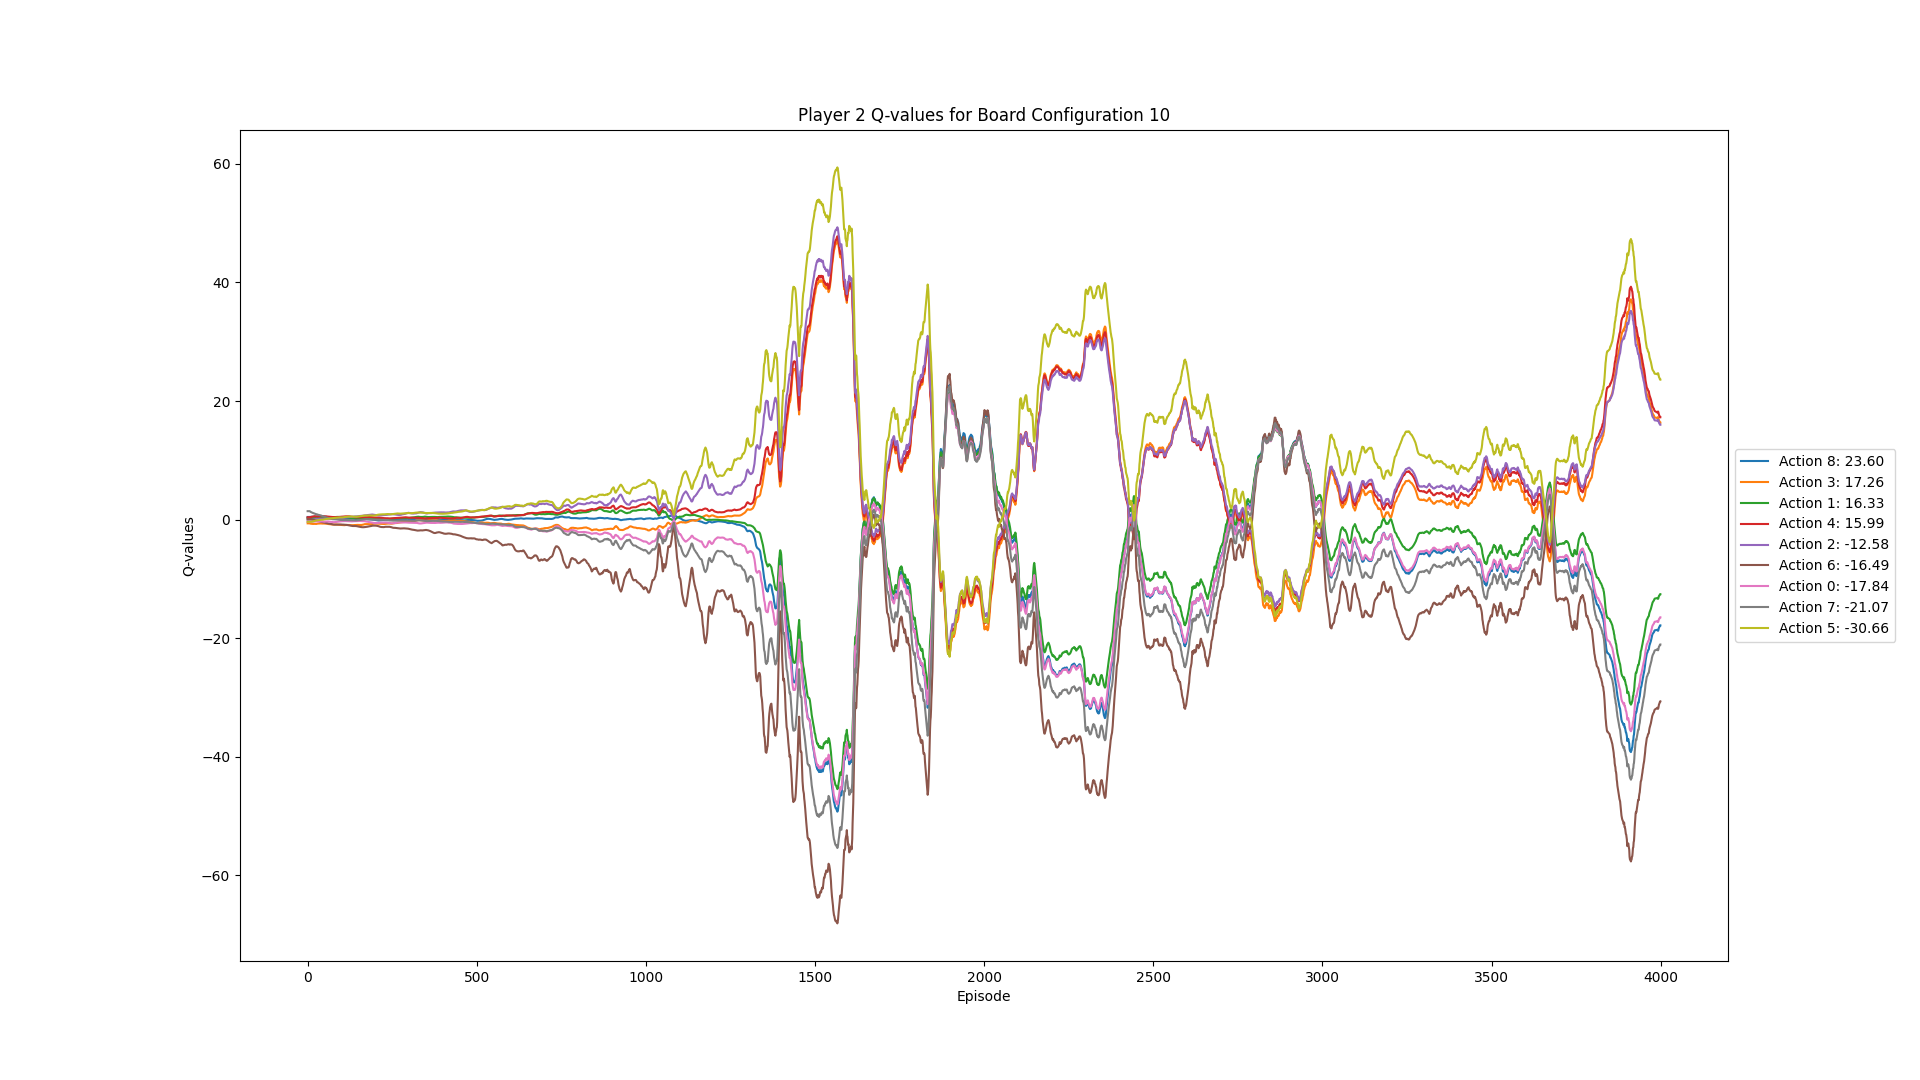 Player 2 Q-values for Board Configuration 10
60
40
20
0
−20
−40
−60
Q-values
0
500
1000
1500
2000
2500
3000
3500
4000
Episode
Action 8: 23.60
Action 3: 17.26
Action 1: 16.33
Action 4: 15.99
Action 2: -12.58
Action 6: -16.49
Action 0: -17.84
Action 7: -21.07
Action 5: -30.66